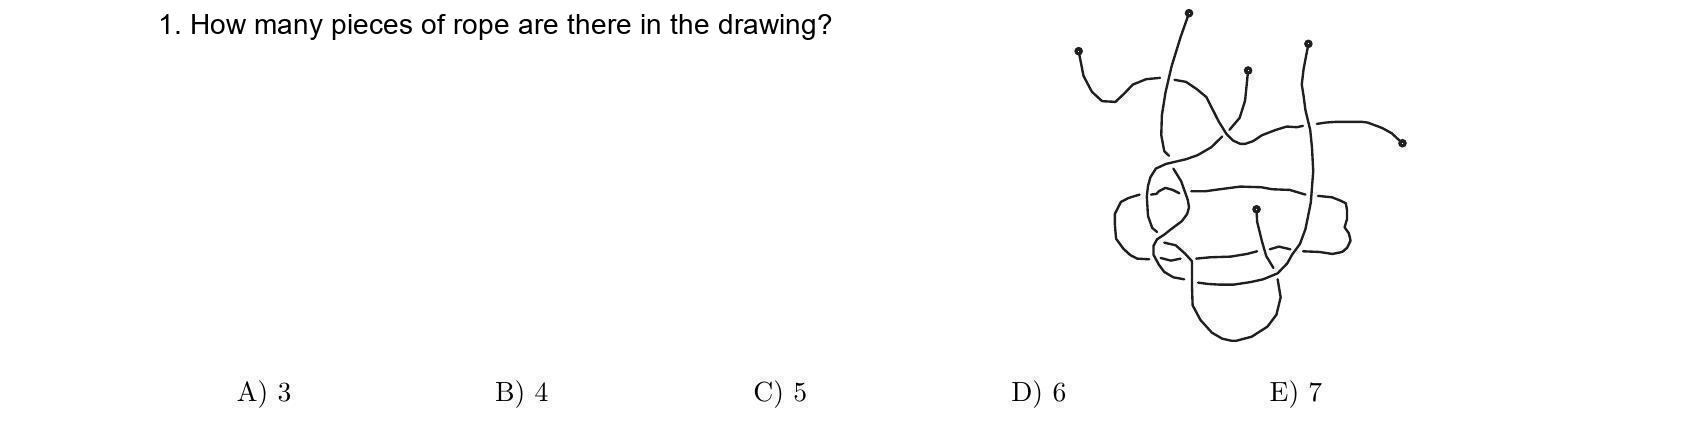 1. How many pieces of rope are there in the drawing?
A) 3 B) 4 C) 5 D) 6 E) 7